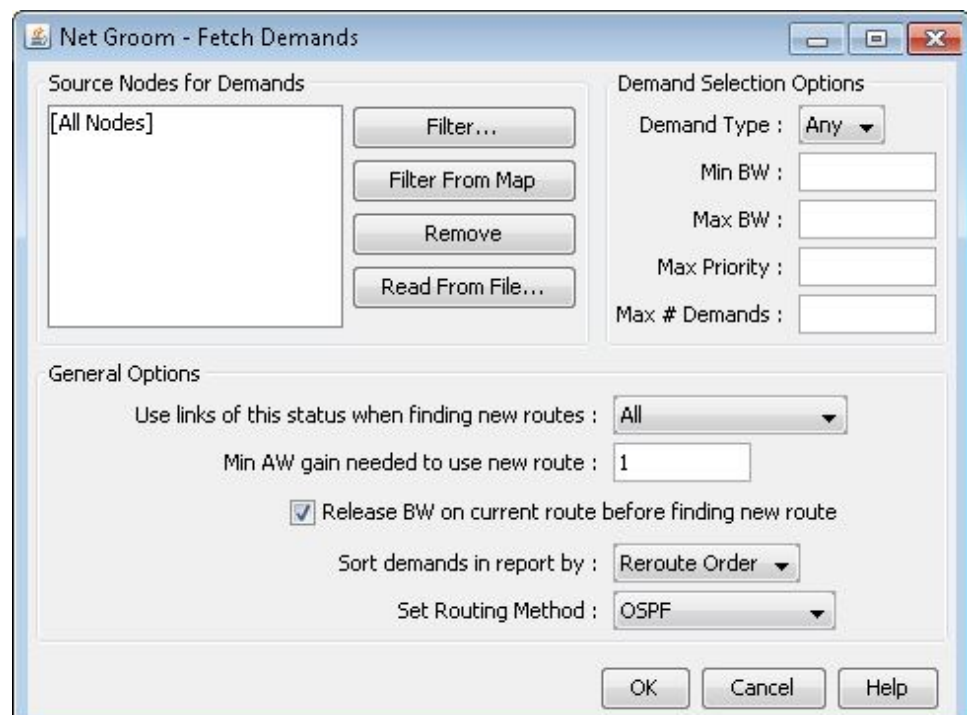 Net Groom - Fetch Demands
Source Nodes for Demands
[All Nodes]
Filter...
Filter From Map
Remove
Read From File...
Demand Selection Options
Demand Type : Any
Min BW :
Max BW :
Max Priority :
Max # Demands :
General Options
Use links of this status when finding new routes : All
Min AW gain needed to use new route : 1
Release BW on current route before finding new route
Sort demands in report by : Reroute Order
Set Routing Method : OSPF
OK Cancel Help